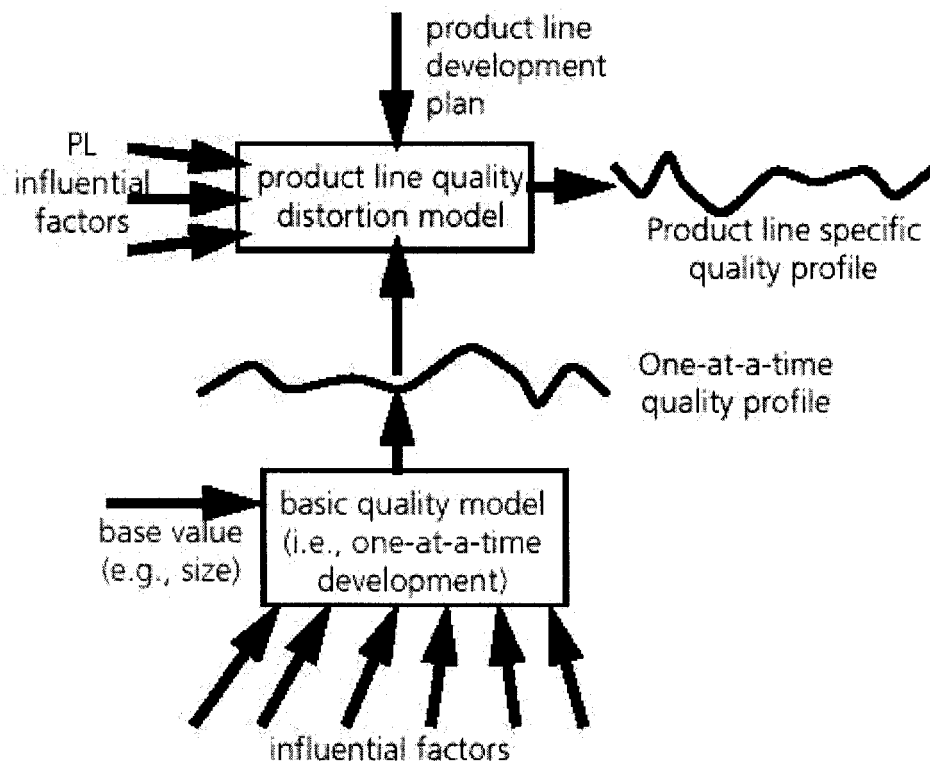 product line
development
plan
PL
influential
factors
product line quality
distortion model
Product line specific
quality profile
One-at-a-time
quality profile
basic quality model
(i.e., one-at-a-time
development)
base value
(e.g., size)
influential factors